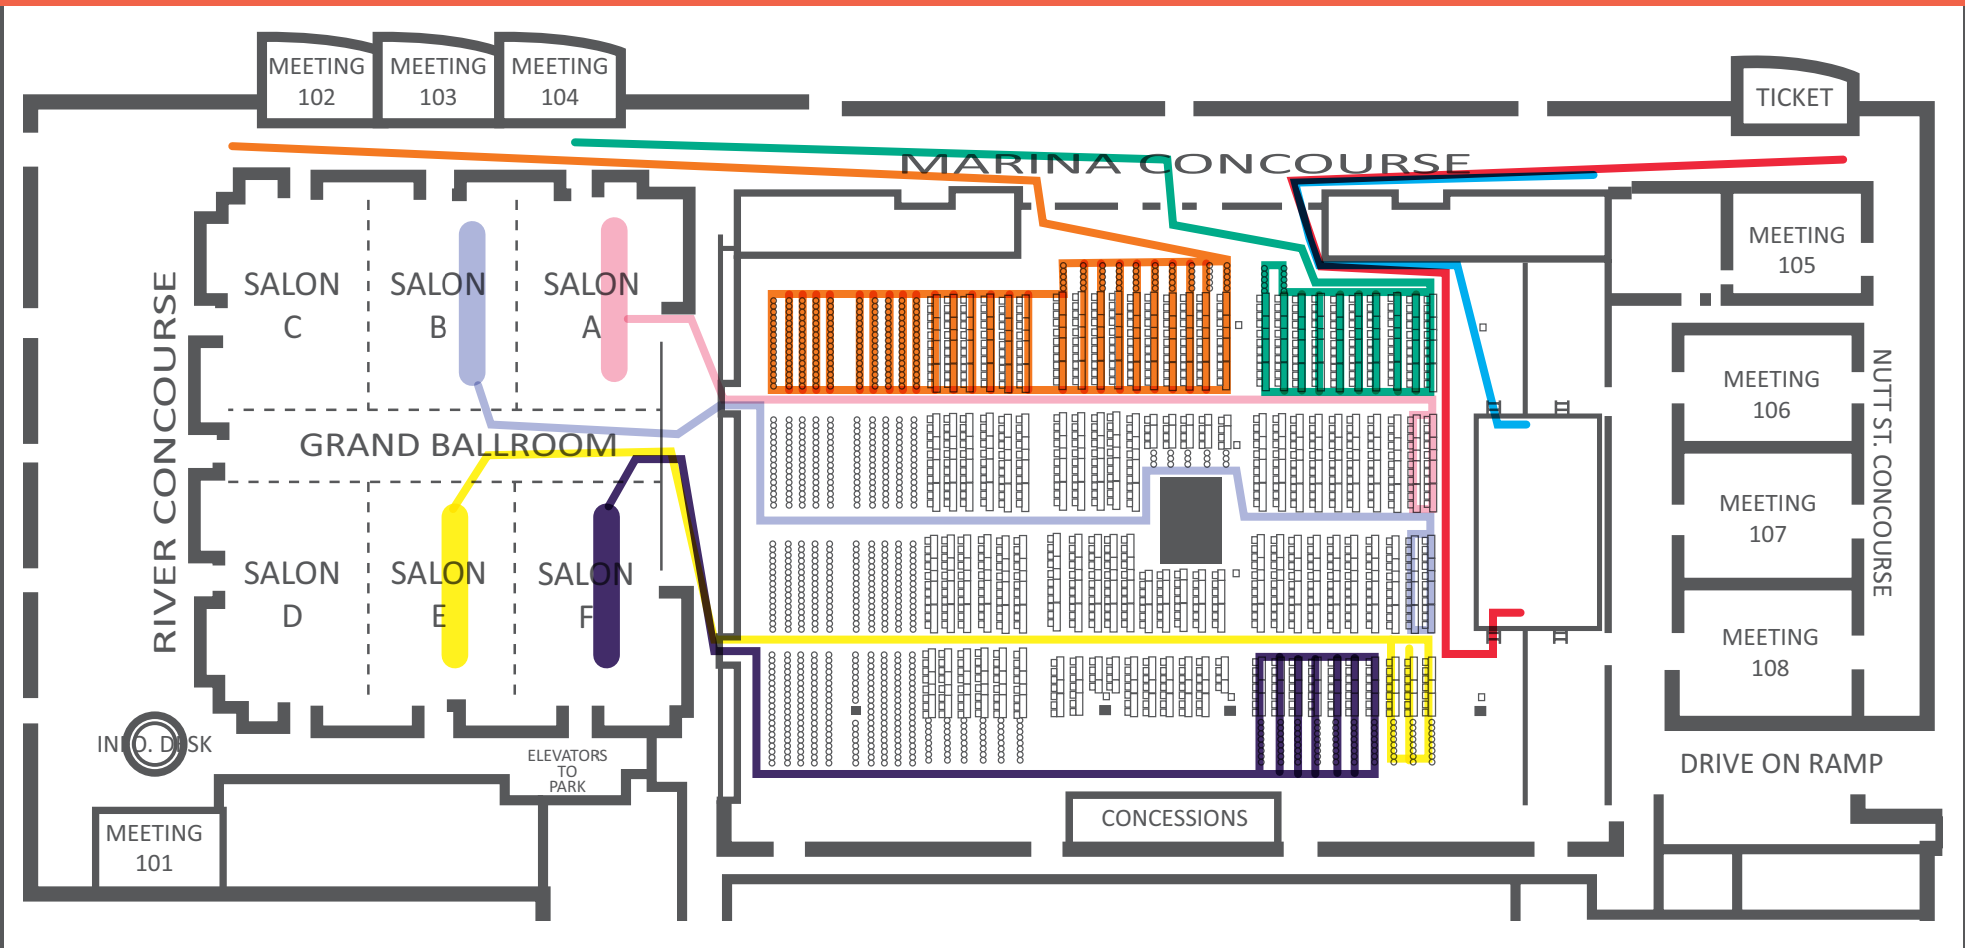 MEETING
102
MEETING
103
MEETING
104
TICKET
MARINA CONCOURSE
MEETING
105
SALON
C
SALON
B
SALON
A
RIVER CONCOURSE
NUTT ST. CONCOURSE
MEETING
106
GRAND BALLROOM
MEETING
107
SALON
D
SALON
E
SALON
F
MEETING
108
INFO. DESK
ELEVATORS
TO
PARK
DRIVE ON RAMP
CONCESSIONS
MEETING
101